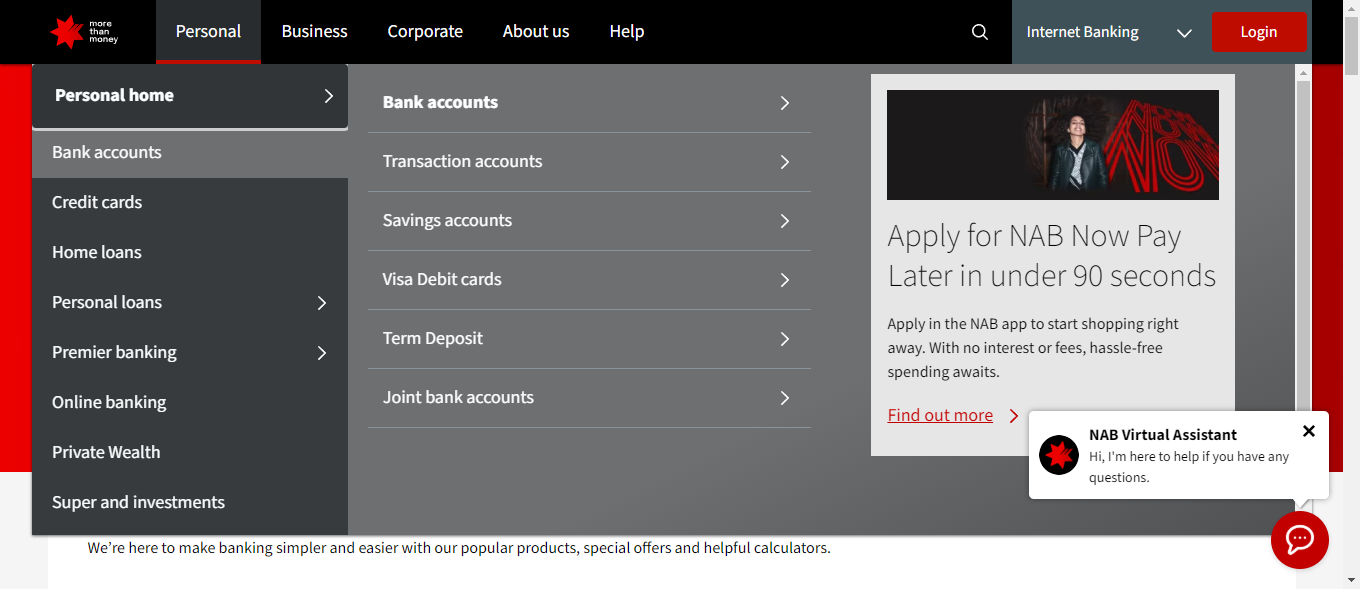 more
than
money
Personal
Business
Corporate
About us
Help
Internet Banking
Login
Personal home
Bank accounts
Credit cards
Home loans
Personal loans
Premier banking
Online banking
Private Wealth
Super and investments
Bank accounts
Transaction accounts
Savings accounts
Visa Debit cards
Term Deposit
Joint bank accounts
NOW
Apply for NAB Now Pay
Later in under 90 seconds
Apply in the NAB app to start shopping right
away. With no interest or fees, hassle-free
spending awaits.
Find out more
NAB Virtual Assistant
Hi, I'm here to help if you have any
questions.
We’re here to make banking simpler and easier with our popular products, special offers and helpful calculators.